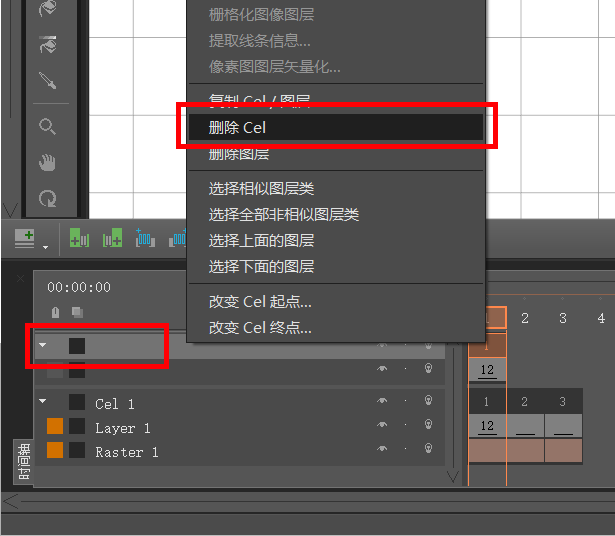 栅格化图像图层
提取线条信息...
像素图图层矢量化...
复制 Cel / 图层
删除 Cel
删除图层
选择相似图层类
选择全部非相似图层类
选择上面的图层
选择下面的图层
改变 Cel 起点...
改变 Cel 终点...
00:00:00
1 2 3 4
1
12
Cel 1 1 2 3
Layer 1 12
Raster 1
时间轴